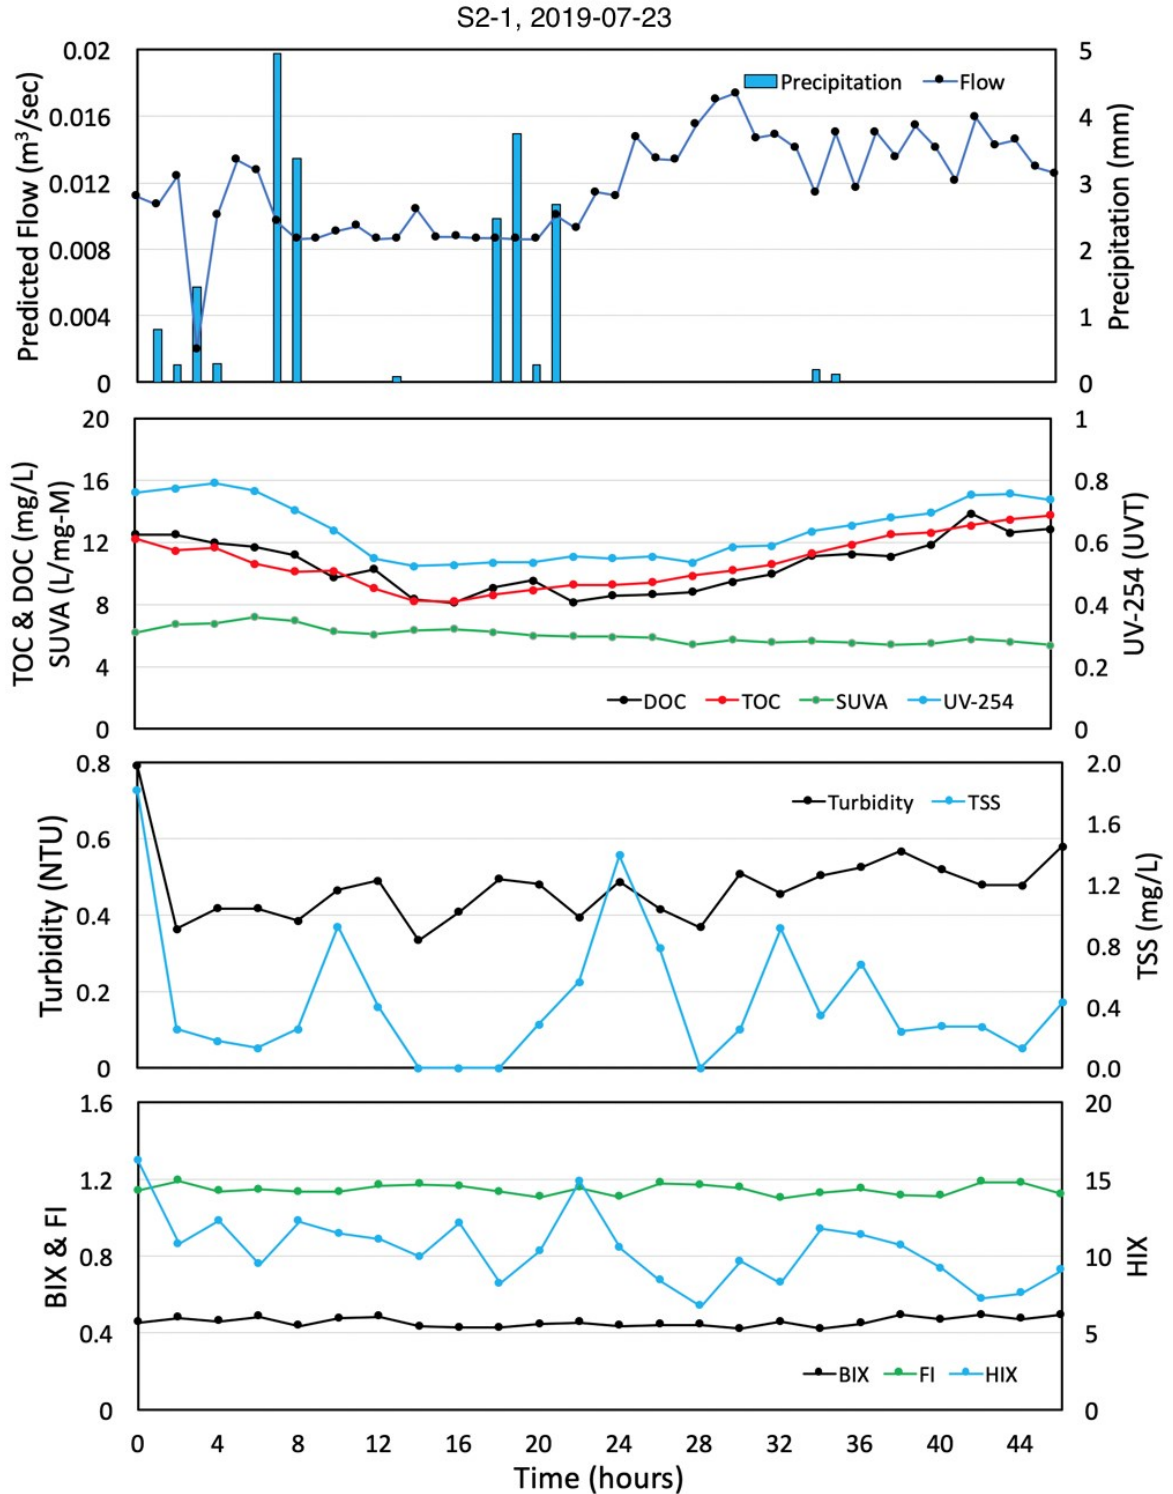 S2-1, 2019-07-23
Predicted Flow (m³/sec)
0.02
0.016
0.012
0.008
0.004
0
Precipitation Flow
5
4
3
2
1
0
Precipitation (mm)
TOC & DOC (mg/L)
SUVA (L/mg-M)
20
16
12
8
4
0
DOC TOC SUVA UV-254
1
0.8
0.6
0.4
0.2
0
UV-254 (UVT)
Turbidity (NTU)
0.8
0.6
0.4
0.2
0
Turbidity TSS
2.0
1.6
1.2
0.8
0.4
0.0
TSS (mg/L)
BIX & FI
1.6
1.2
0.8
0.4
0
BIX FI HIX
20
15
10
5
0
HIX
0 4 8 12 16 20 24 28 32 36 40 44
Time (hours)